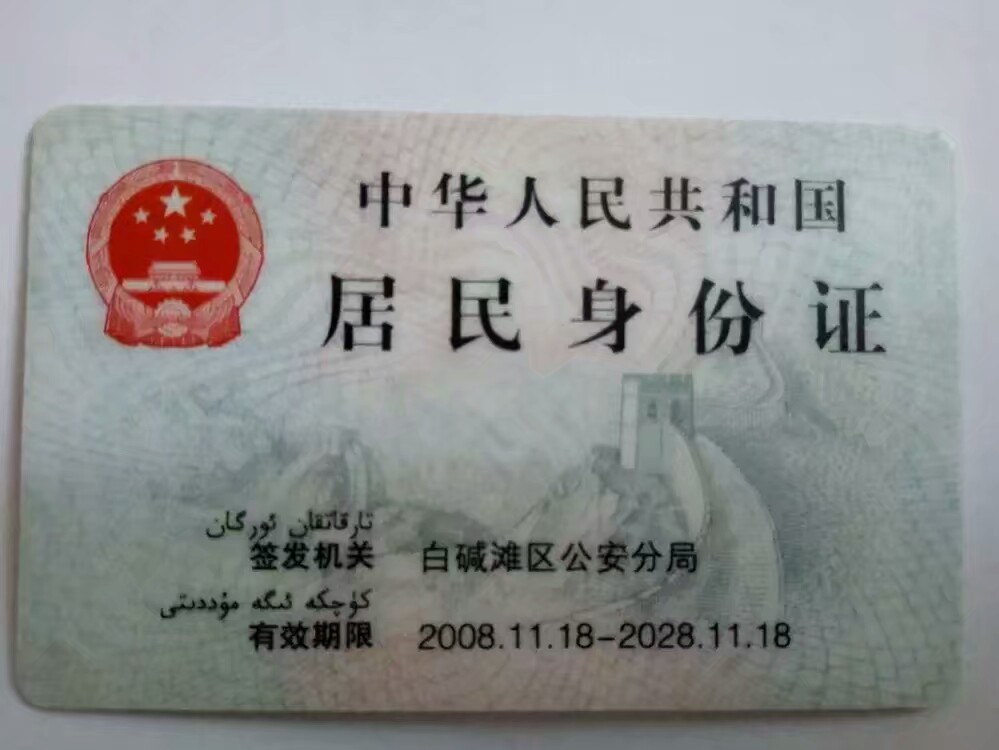 中华人民共和国
居民身份证
تارقاتقان ئورگان
签发机关 白碱滩区公安分局
كۈچكە ئىگە مۇددىتى
有效期限 2008.11.18-2028.11.18